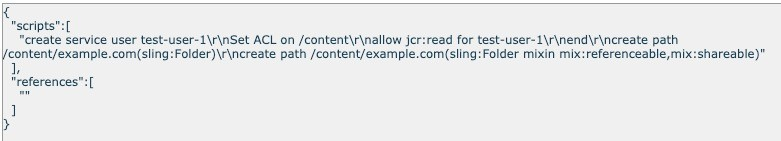 {
"scripts":[
"create service user test-user-1\r\nSet ACL on /content\r\nallow jcr:read for test-user-1\r\nend\r\ncreate path
/content/example.com(sling:Folder)\r\ncreate path /content/example.com(sling:Folder mixin mix:referenceable,mix:shareable)"
],
"references":[
""
]
}